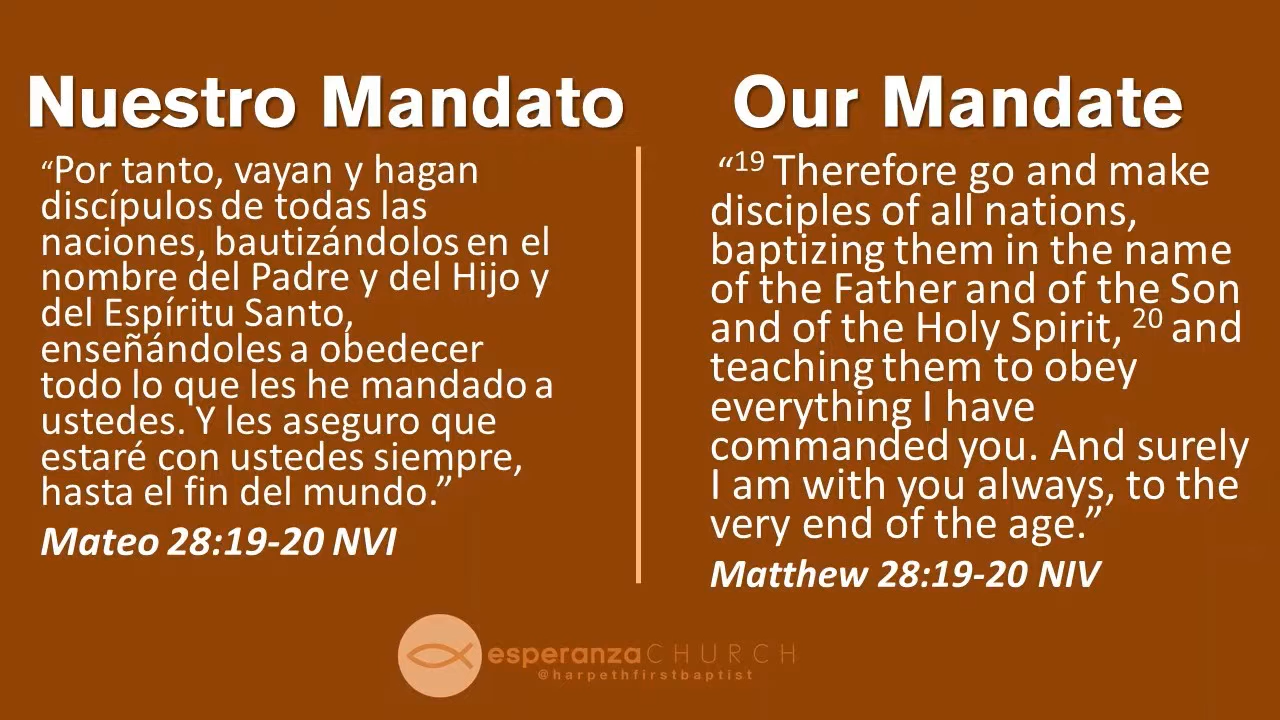 Nuestro Mandato
“Por tanto, vayan y hagan
discípulos de todas las
naciones, bautizándolos en el
nombre del Padre y del Hijo y
del Espíritu Santo,
enseñándoles a obedecer
todo lo que les he mandado a
ustedes. Y les aseguro que
estaré con ustedes siempre,
hasta el fin del mundo.”
Mateo 28:19-20 NVI
Our Mandate
“19 Therefore go and make
disciples of all nations,
baptizing them in the name
of the Father and of the Son
and of the Holy Spirit, 20 and
teaching them to obey
everything I have
commanded you. And surely
I am with you always, to the
very end of the age.”
Matthew 28:19-20 NIV
esperanzaCHURCH
@harpethfirstbaptist